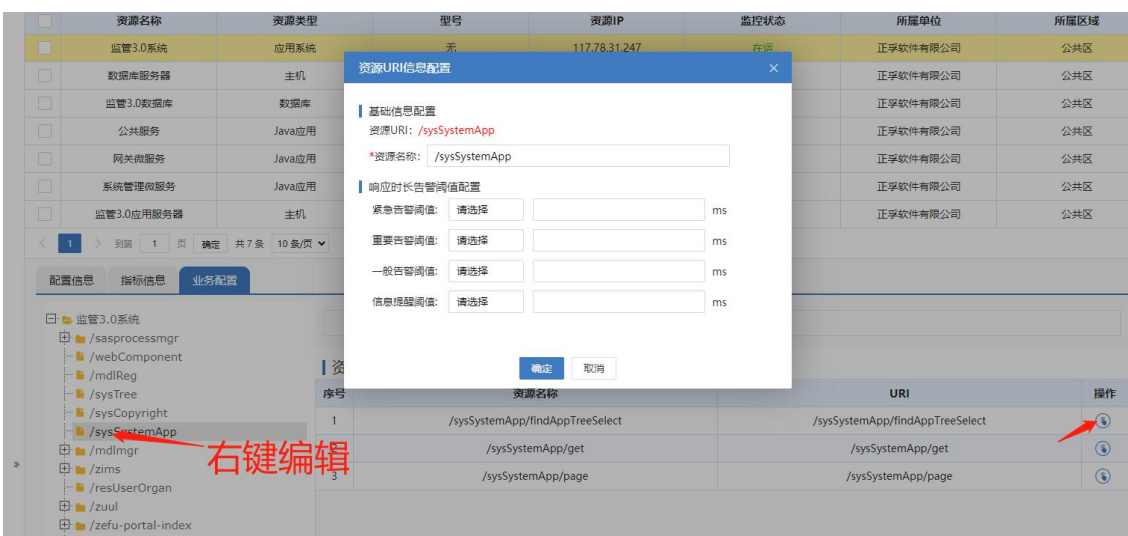 资源名称 资源类型 型号 资源IP 监控状态 所属单位 所属区域
监管3.0系统 应用系统 无 117.78.31.247 在运 正孚软件有限公司 公共区
数据库服务器 主机 正孚软件有限公司 公共区
监管3.0数据库 数据库 正孚软件有限公司 公共区
公共服务 Java应用 正孚软件有限公司 公共区
网关微服务 Java应用 正孚软件有限公司 公共区
系统管理微服务 Java应用 正孚软件有限公司 公共区
监管3.0应用服务器 主机 正孚软件有限公司 公共区
1 到第 1 页 确定 共7条 10条/页
资源URI信息配置
基础信息配置
资源URI: /sysSystemApp
*资源名称: /sysSystemApp
响应时长告警阈值配置
紧急告警阈值: 请选择 ms
重要告警阈值: 请选择 ms
一般告警阈值: 请选择 ms
信息提醒阈值: 请选择 ms
确定 取消
配置信息 指标信息 业务配置
监管3.0系统
/sasprocessmgr
/webComponent
/mdlReg
/sysTree
/sysCopyright
/sysSystemApp
/mdlmgr
/zims
/resUserOrgan
/zuul
/zefu-portal-index
右键编辑
资
序号 资源名称 URI 操作
1 /sysSystemApp/findAppTreeSelect /sysSystemApp/findAppTreeSelect
/sysSystemApp/get /sysSystemApp/get
3 /sysSystemApp/page /sysSystemApp/page